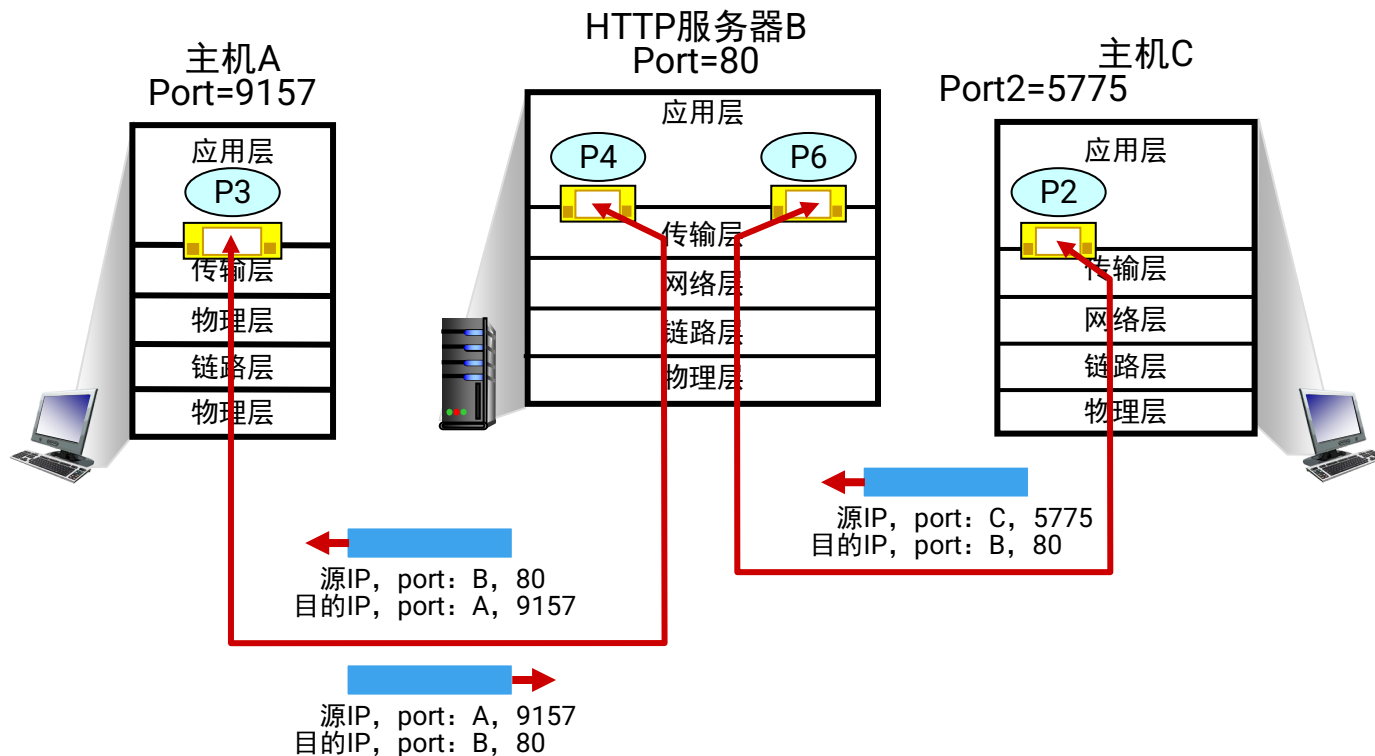 主机A
Port=9157
应用层
P3
传输层
物理层
链路层
物理层
HTTP服务器B
Port=80
应用层
P4
P6
传输层
网络层
链路层
物理层
主机C
Port2=5775
应用层
P2
传输层
网络层
链路层
物理层
源IP，port：C，5775
目的IP，port：B，80
源IP，port：B，80
目的IP，port：A，9157
源IP，port：A，9157
目的IP，port：B，80